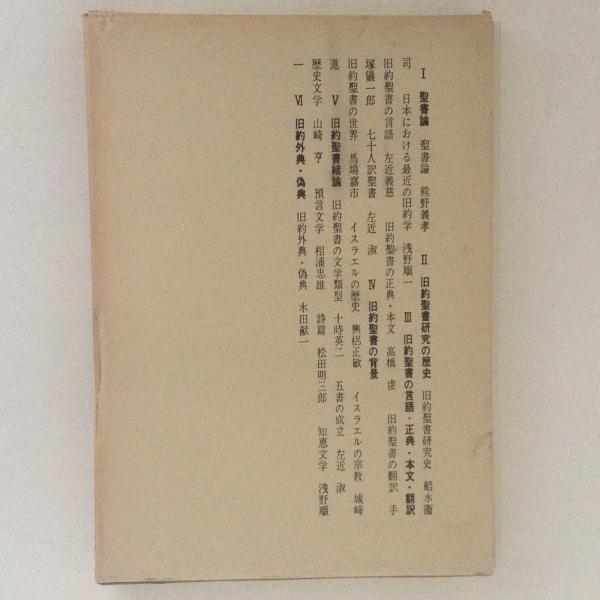 Ⅰ 聖書論 聖書論 熊野義孝 Ⅱ 旧約聖書研究の歴史 旧約聖書研究史 船水衞
司 日本における最近の旧約学 浅野順一 Ⅲ 旧約聖書の言語・正典・本文・翻訳
旧約聖書の言語 左近義慈 旧約聖書の正典・本文 高橋虔 旧約聖書の翻訳 手
塚儀一郎 七十人訳聖書 左近淑 Ⅳ 旧約聖書の背景
旧約聖書の世界 馬場嘉市 イスラエルの歴史 興梠正敏 イスラエルの宗教 城崎
進 Ⅴ 旧約聖書緒論 旧約聖書の文学類型 十時英二 五書の成立 左近淑
歴史文学 山崎亨 預言文学 相浦忠雄 詩篇 松田明三郎 知恵文学 浅野順
一 Ⅵ 旧約外典・偽典 旧約外典・偽典 木田献一